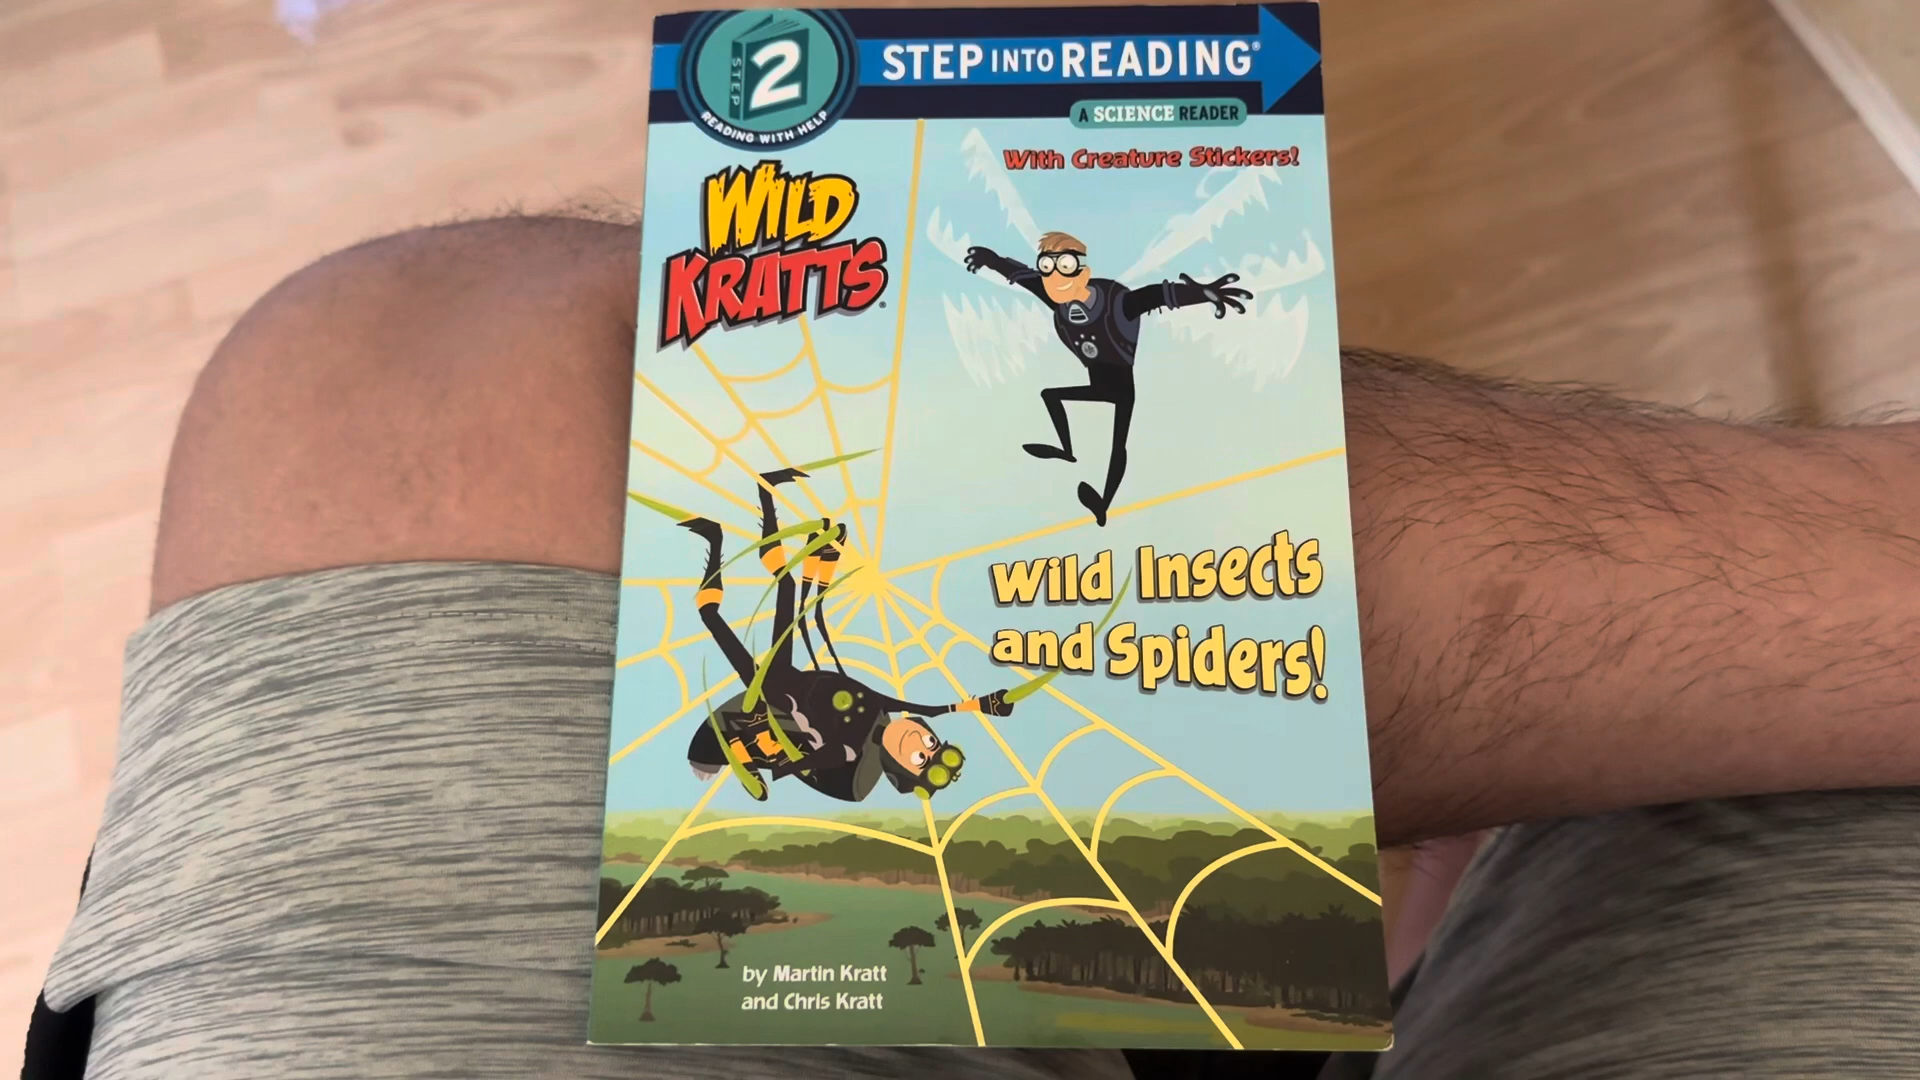 STEP 2
READING WITH HELP
STEP INTO READING®
A SCIENCE READER
With Creature Stickers!
WILD
KRATTS®
Wild Insects
and Spiders!
by Martin Kratt
and Chris Kratt